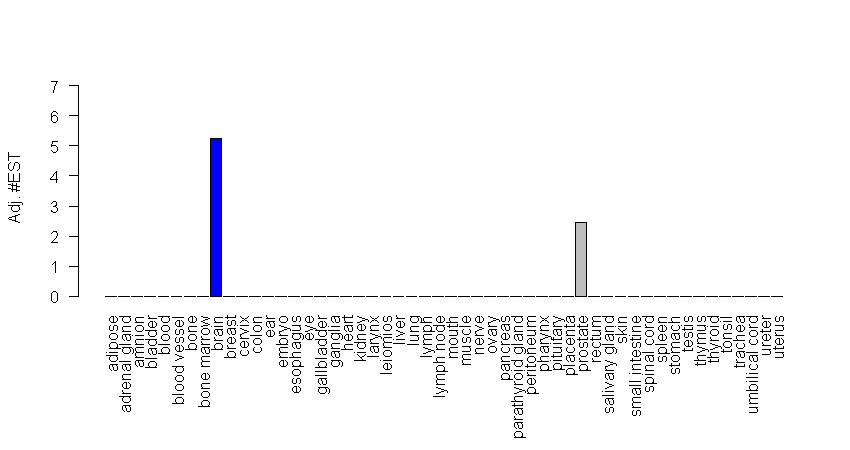 Adj. #EST
7
6
5
4
3
2
1
0
adipose
adrenal gland
amnion
bladder
blood
blood vessel
bone
bone marrow
brain
breast
cervix
colon
ear
embryo
esophagus
eye
gallbladder
ganglia
heart
kidney
larynx
leiomios
liver
lung
lymph
lymph node
mouth
muscle
nerve
ovary
pancreas
parathyroid gland
peritoneum
pharynx
pituitary
placenta
prostate
rectum
salivary gland
skin
small intestine
spinal cord
spleen
stomach
testis
thymus
thyroid
tonsil
trachea
umbilical cord
ureter
uterus